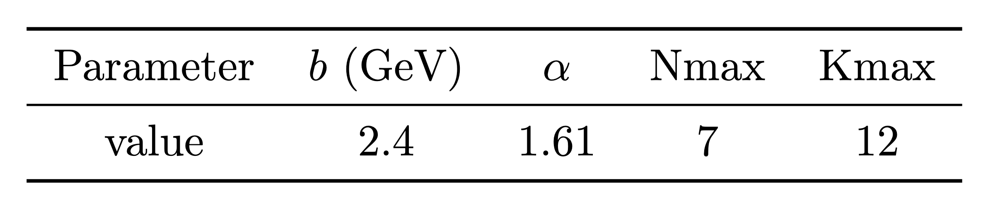 Parameter b (GeV) α Nmax Kmax
value 2.4 1.61 7 12